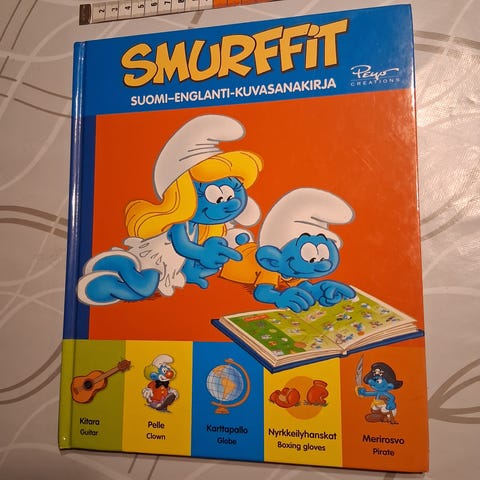 SMURFFiT
SUOMI–ENGLANTI-KUVASANAKIRJA
Peyo
CREATIONS
Kitara
Guitar
Pelle
Clown
Karttapallo
Globe
Nyrkkeilyhanskat
Boxing gloves
Merirosvo
Pirate